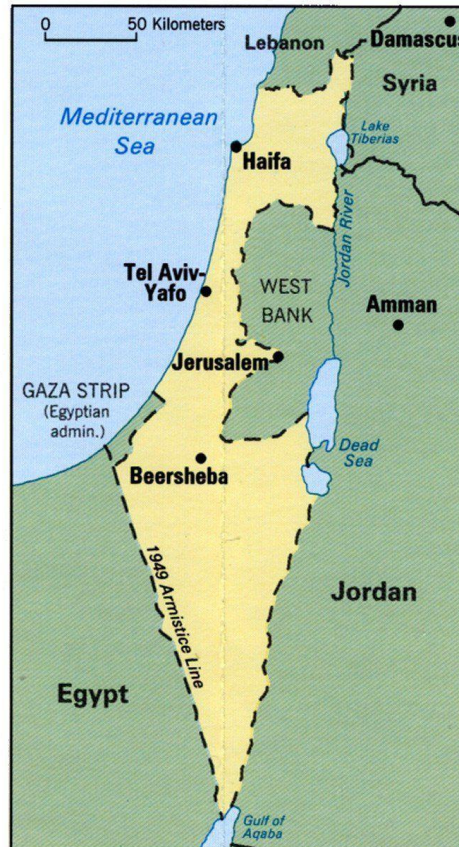 0 50 Kilometers
Lebanon
Damascus
Syria
Mediterranean
Sea
Lake
Tiberias
Haifa
Jordan River
Tel Aviv-
Yafo
WEST
BANK
Amman
Jerusalem
GAZA STRIP
(Egyptian
admin.)
Dead
Sea
Beersheba
1949 Armistice Line
Jordan
Egypt
Gulf of
Aqaba